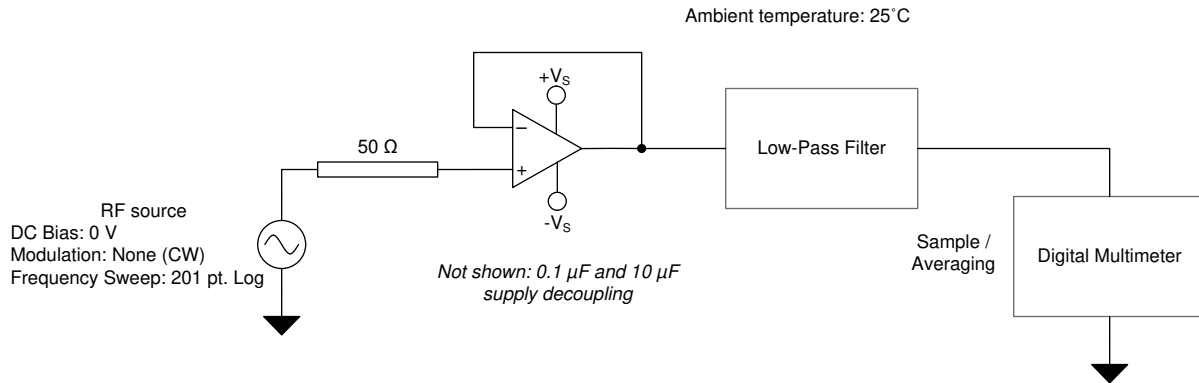 Ambient temperature: 25˚C
+VS
50 Ω
−
+
-VS
Low-Pass Filter
RF source
DC Bias: 0 V
Modulation: None (CW)
Frequency Sweep: 201 pt. Log
Not shown: 0.1 µF and 10 µF
supply decoupling
Sample /
Averaging
Digital Multimeter